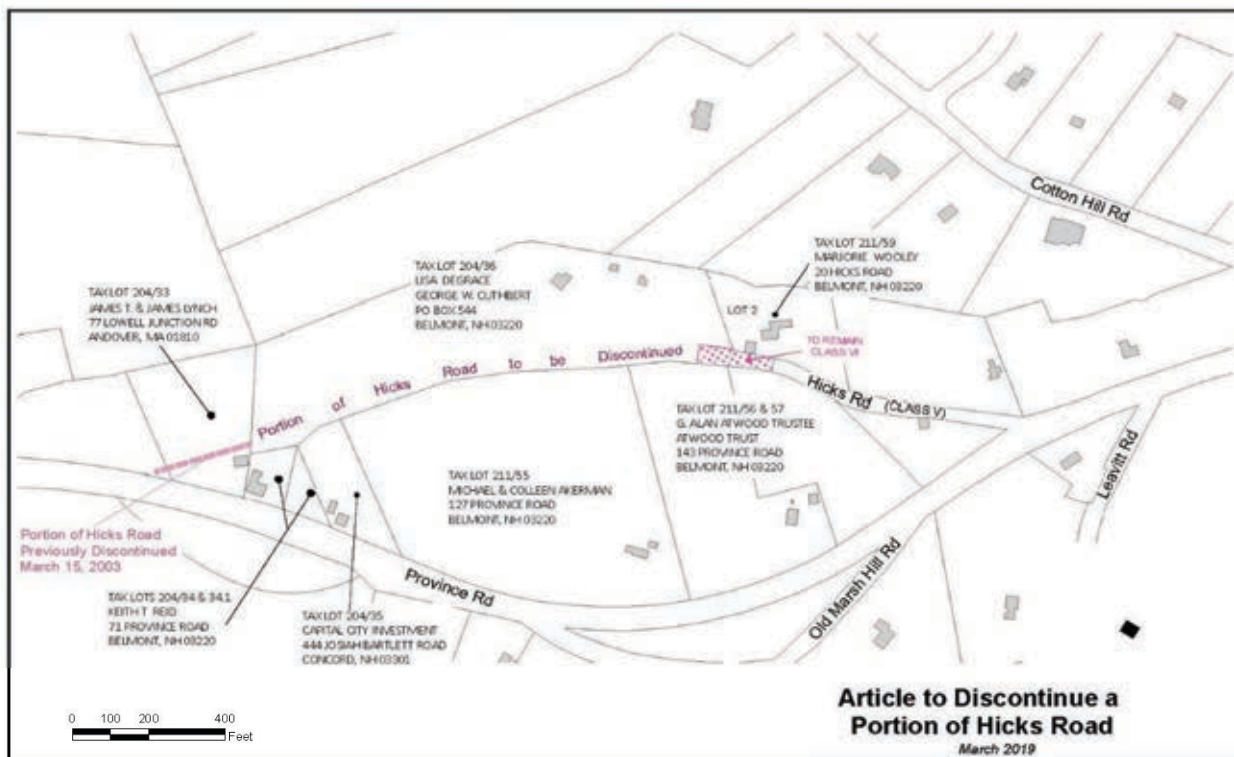 Cotton Hill Rd
TAX LOT 211/59
MARJORIE WOOLEY
20 HICKS ROAD
BELMONT, NH 03220
TAX LOT 204/36
LISA DEGRACE
GEORGE W. CUTHBERT
PO BOX 544
BELMONT, NH 03220
TAX LOT 204/33
JAMES T. & JAMES LYNCH
77 LOWELL JUNCTION RD
ANDOVER, MA 01810
LOT 2
TO REMAIN
CLASS VI
Portion of Hicks Road to be Discontinued
Hicks Rd (CLASS V)
TAX LOT 211/56 & 57
G. ALAN ATWOOD TRUSTEE
ATWOOD TRUST
143 PROVINCE ROAD
BELMONT, NH 03220
Leavitt Rd
TAX LOT 211/55
MICHAEL & COLLEEN AKERMAN
127 PROVINCE ROAD
BELMONT, NH 03220
Portion of Hicks Road
Previously Discontinued
March 15, 2003
Province Rd
Old Marsh Hill Rd
TAX LOTS 204/34 & 34.1
KEITH T REID
71 PROVINCE ROAD
BELMONT, NH 03220
TAX LOT 204/35
CAPITAL CITY INVESTMENT
444 JOSIAH BARTLETT ROAD
CONCORD, NH 03301
0 100 200 400
Feet
Article to Discontinue a
Portion of Hicks Road
March 2019